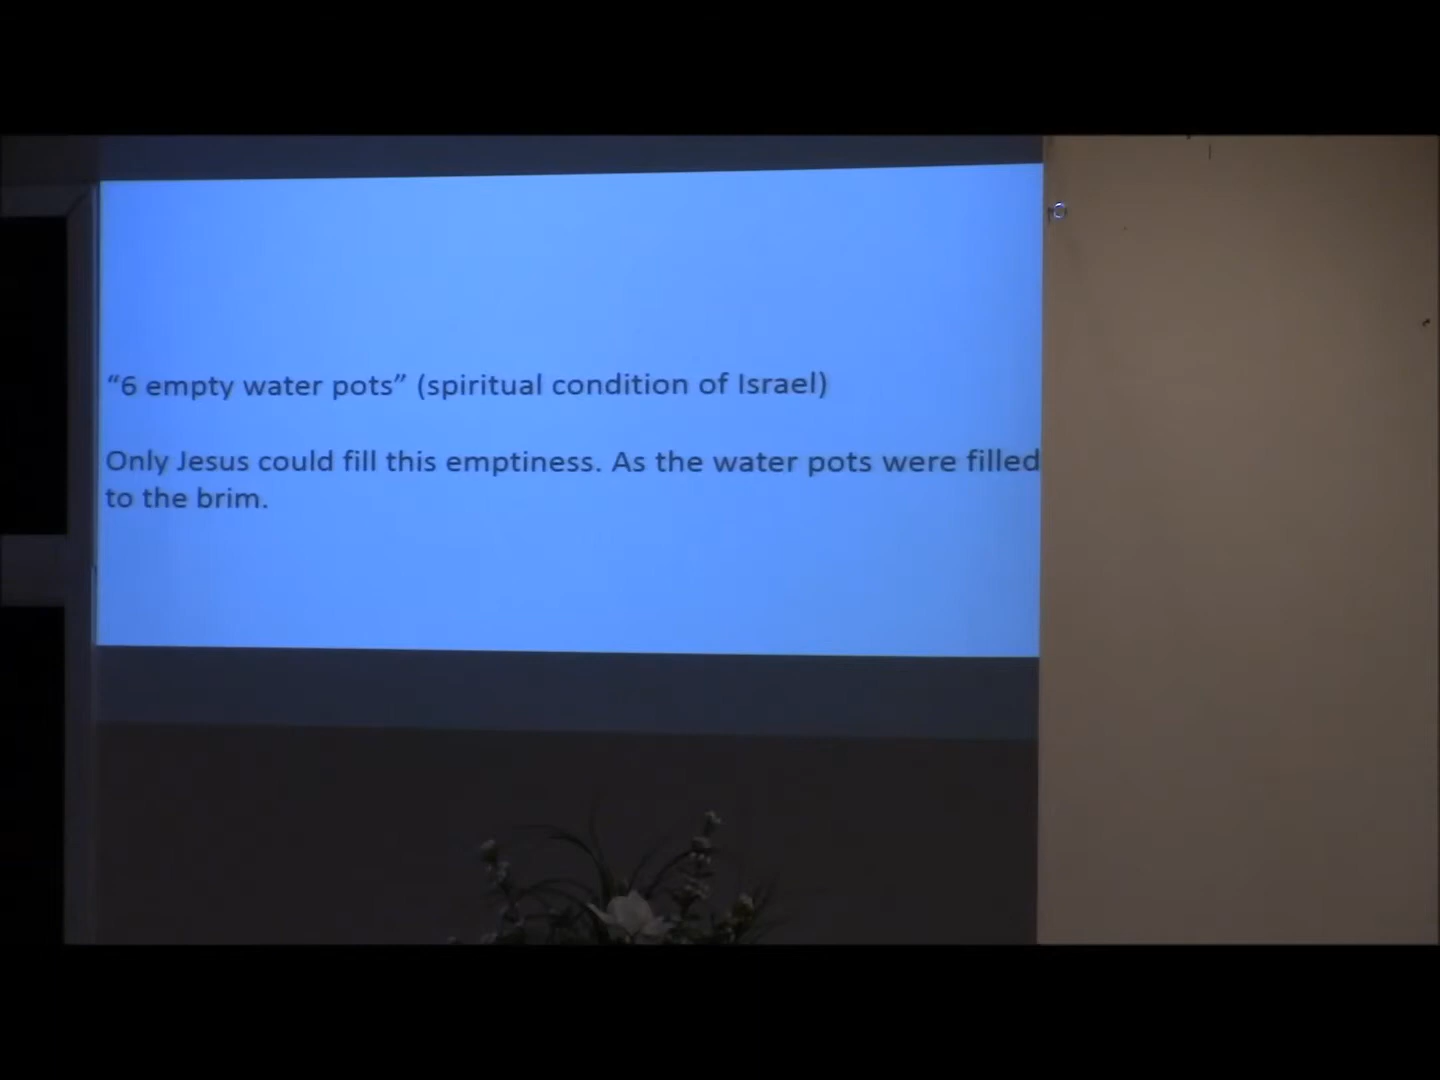 “6 empty water pots” (spiritual condition of Israel)
Only Jesus could fill this emptiness. As the water pots were filled
to the brim.